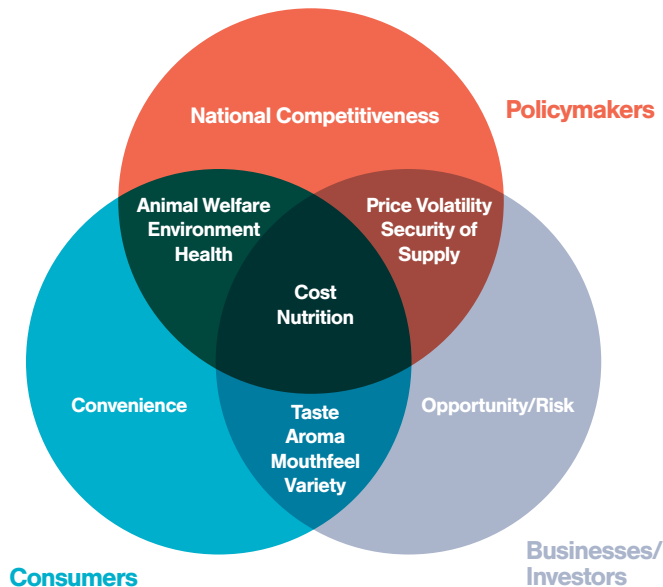 National Competitiveness
Policymakers
Animal Welfare
Environment
Health
Price Volatility
Security of
Supply
Cost
Nutrition
Convenience
Taste
Aroma
Mouthfeel
Variety
Opportunity/Risk
Businesses/
Investors
Consumers